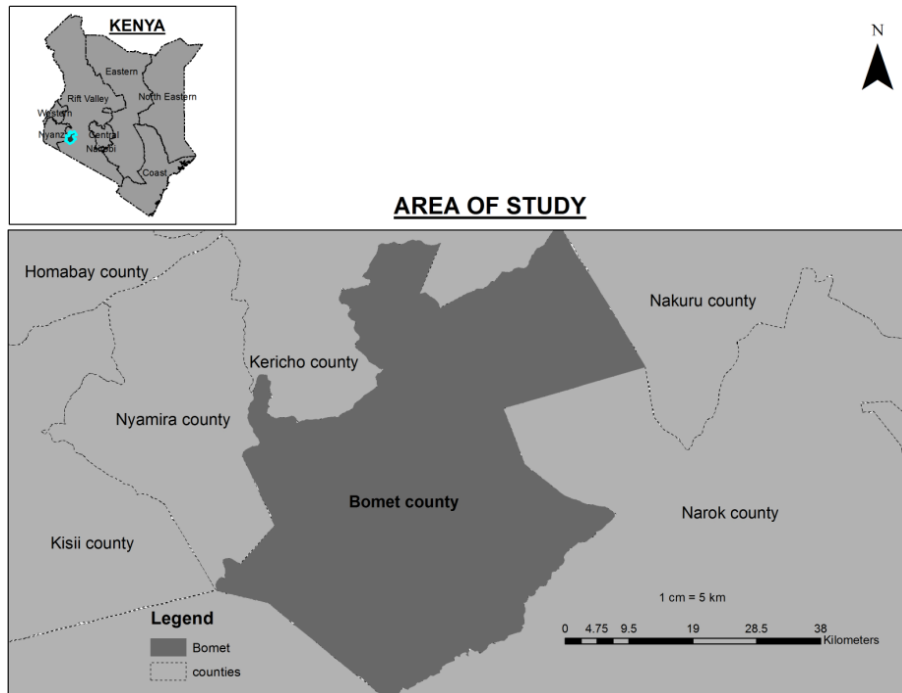 KENYA
N
Eastern
Rift Valley
North Eastern
Western
Nyanz
Central
Nairobi
Coast
AREA OF STUDY
Homabay county
Nakuru county
Kericho county
Nyamira county
Bomet county
Narok county
Kisii county
1 cm = 5 km
Legend
0 4.75 9.5 19 28.5 38
Kilometers
Bomet
counties